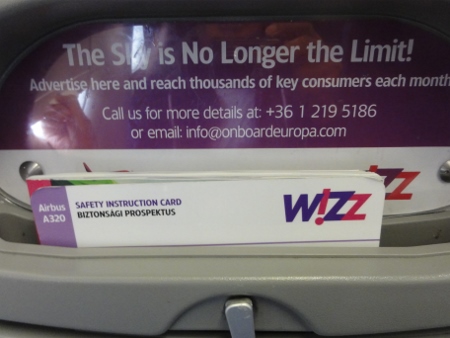 The Sky is No Longer the Limit!
Advertise here and reach thousands of key consumers each month
Call us for more details at: +36 1 219 5186
or email: info@onboardeuropa.com
Airbus
A320
SAFETY INSTRUCTION CARD
BIZTONSÁGI PROSPEKTUS
W!ZZ